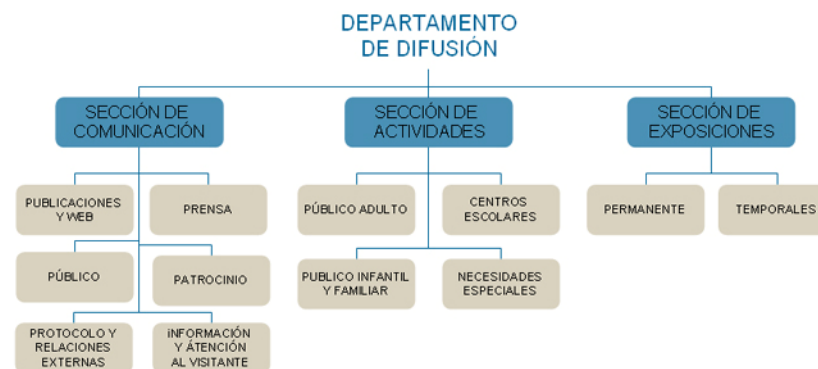 DEPARTAMENTO
DE DIFUSIÓN
SECCIÓN DE
COMUNICACIÓN
SECCIÓN DE
ACTIVIDADES
SECCIÓN DE
EXPOSICIONES
PUBLICACIONES
Y WEB
PRENSA
PÚBLICO ADULTO
CENTROS
ESCOLARES
PERMANENTE
TEMPORALES
PÚBLICO
PATROCINIO
PUBLICO INFANTIL
Y FAMILIAR
NECESIDADES
ESPECIALES
PROTOCOLO Y
RELACIONES
EXTERNAS
iNFORMACIÓN
Y ÁTENCIÓN
AL VISITANTE